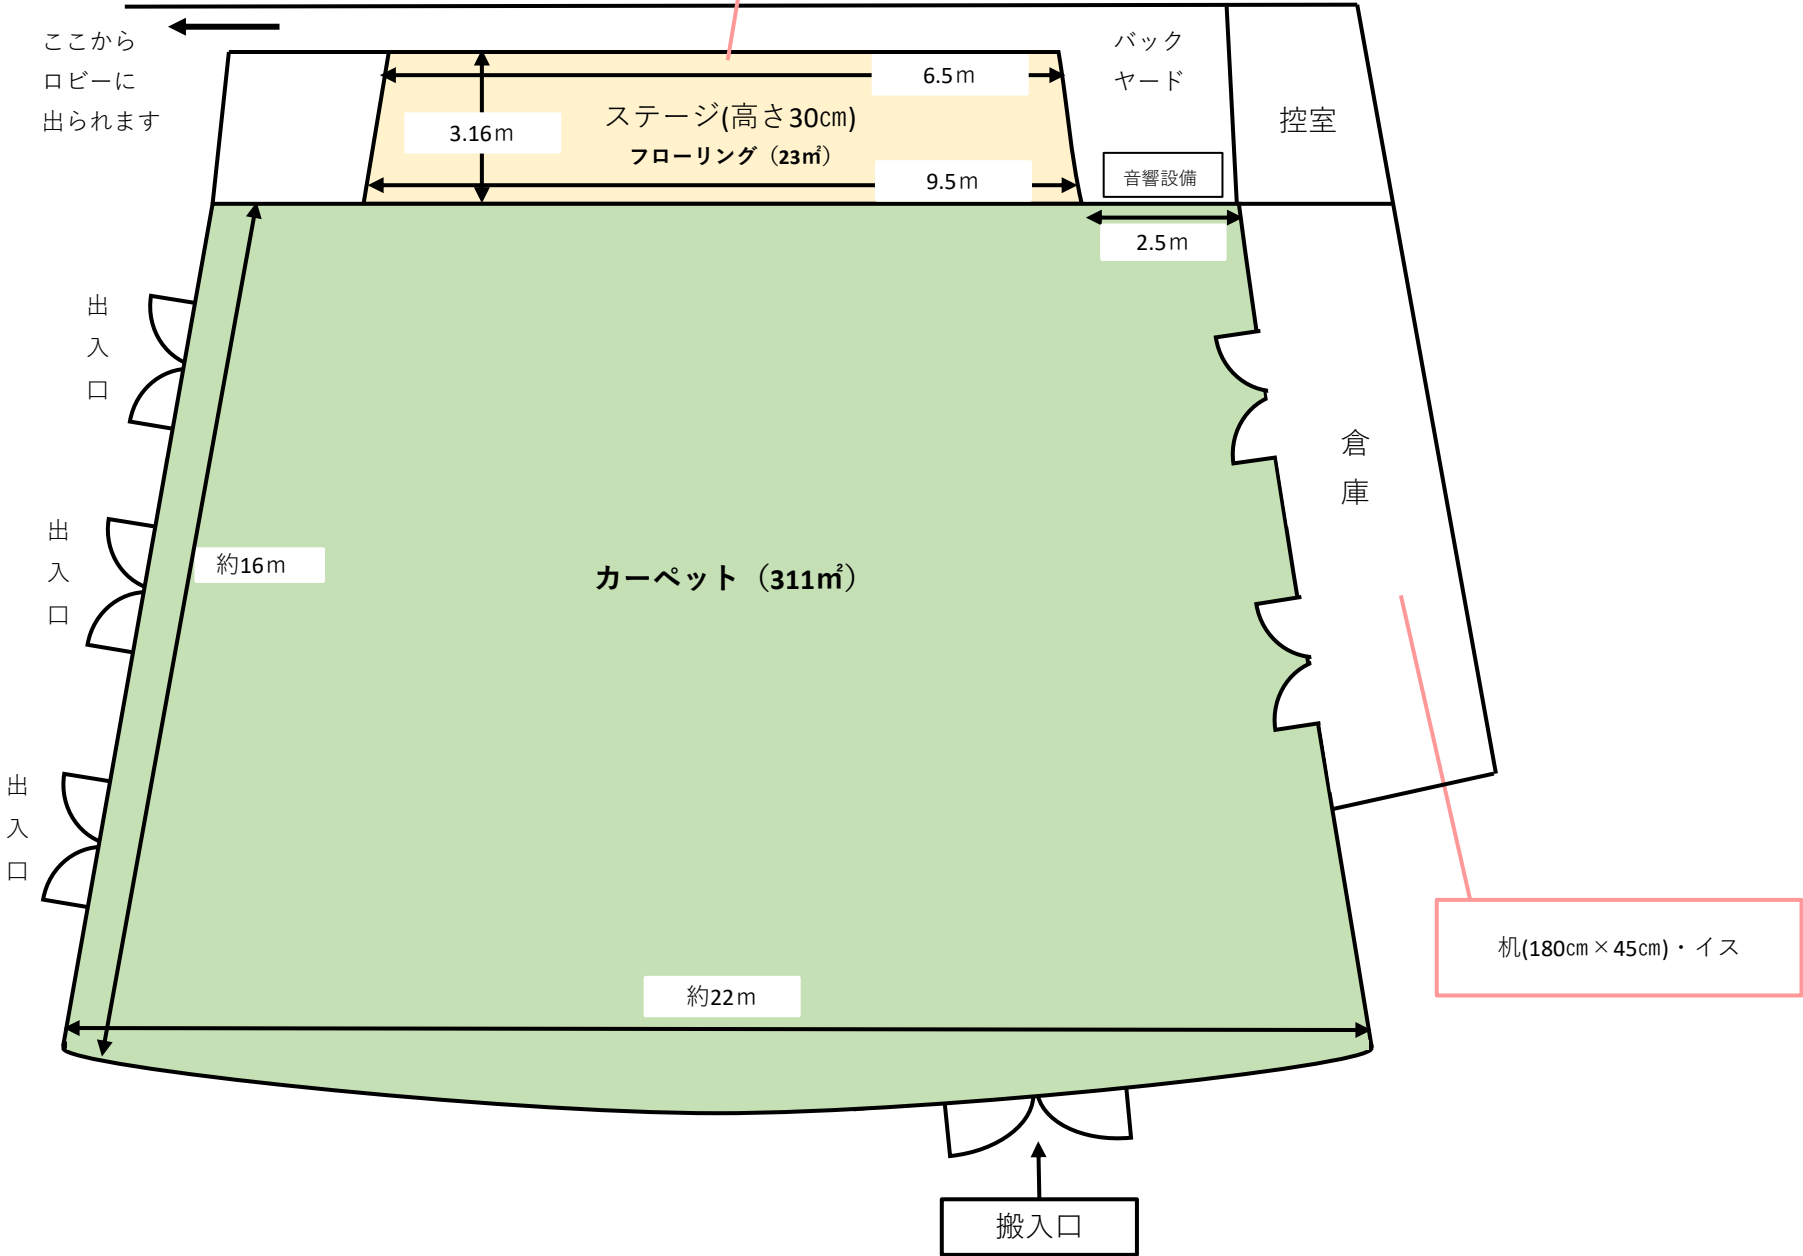 ここから
ロビーに
出られます
バック
ヤード
6.5ｍ
ステージ(高さ30㎝)
3.16ｍ
フローリング（23㎡）
控室
9.5ｍ
音響設備
2.5ｍ
出
入
口
倉
庫
出
入
口
約16ｍ
カーペット（311㎡）
出
入
口
机(180㎝×45㎝)・イス
約22ｍ
搬入口